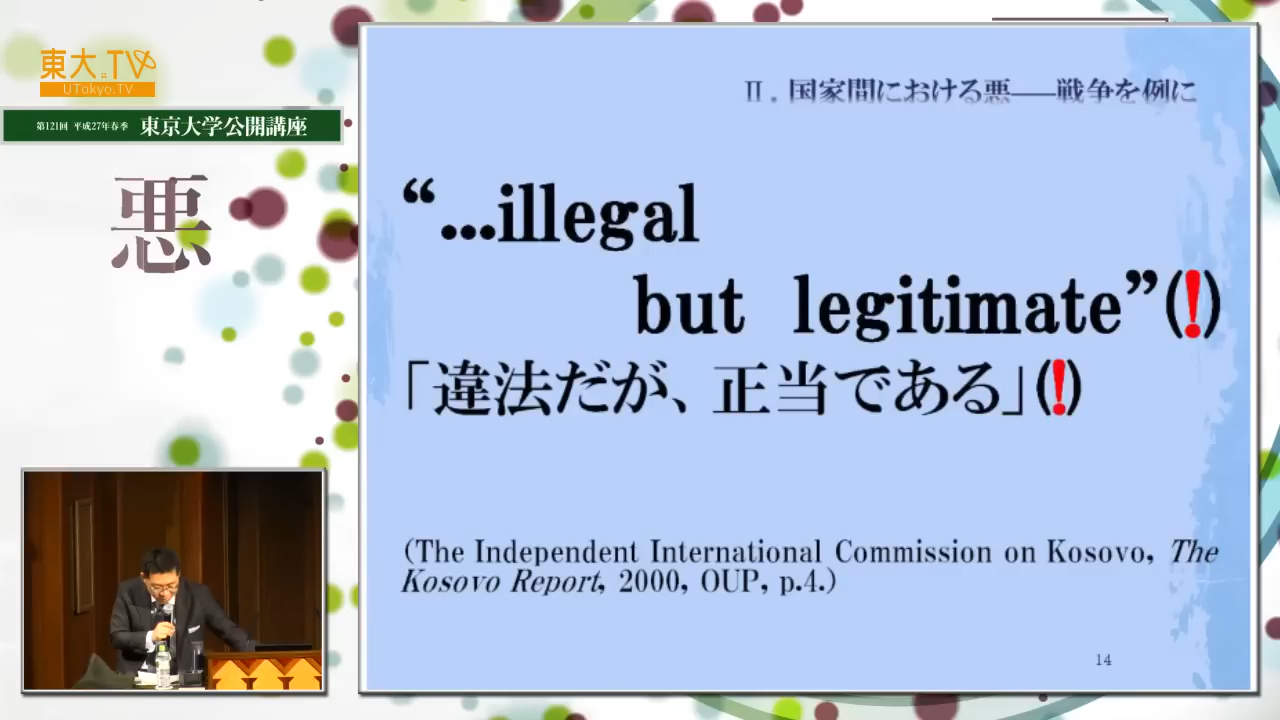 東大.TV
UTokyo.TV
第121回 平成27年春季 東京大学公開講座
悪
Ⅱ. 国家間における悪――戦争を例に
“...illegal
but legitimate”(!)
「違法だが、正当である」(!)
(The Independent International Commission on Kosovo, The
Kosovo Report, 2000, OUP, p.4.)
14